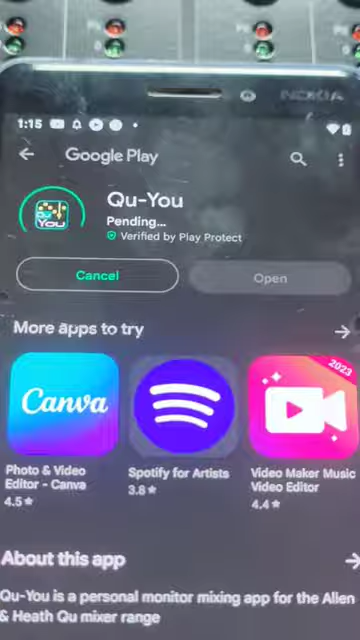 NOKIA
1:15
Google Play
Qu-You
Qu
You
Pending...
Verified by Play Protect
Cancel
Open
More apps to try
Canva
2023
Photo & Video
Editor - Canva
4.5★
Spotify for Artists
3.8★
Video Maker Music
Video Editor
4.4★
About this app
Qu-You is a personal monitor mixing app for the Allen
& Heath Qu mixer range